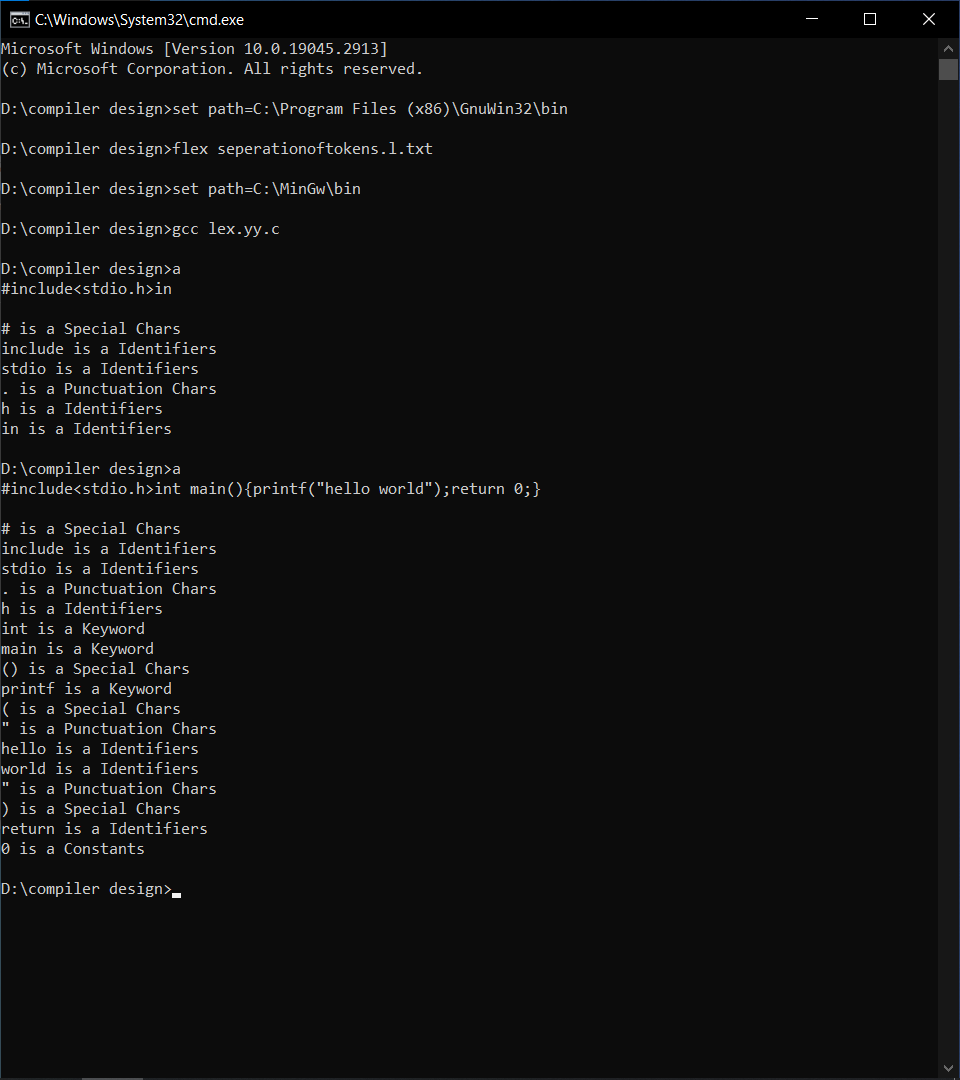 C:\Windows\System32\cmd.exe
Microsoft Windows [Version 10.0.19045.2913]
(c) Microsoft Corporation. All rights reserved.
D:\compiler design>set path=C:\Program Files (x86)\GnuWin32\bin
D:\compiler design>flex seperationoftokens.l.txt
D:\compiler design>set path=C:\MinGw\bin
D:\compiler design>gcc lex.yy.c
D:\compiler design>a
#include<stdio.h>in
# is a Special Chars
include is a Identifiers
stdio is a Identifiers
. is a Punctuation Chars
h is a Identifiers
in is a Identifiers
D:\compiler design>a
#include<stdio.h>int main(){printf("hello world");return 0;}
# is a Special Chars
include is a Identifiers
stdio is a Identifiers
. is a Punctuation Chars
h is a Identifiers
int is a Keyword
main is a Keyword
() is a Special Chars
printf is a Keyword
( is a Special Chars
" is a Punctuation Chars
hello is a Identifiers
world is a Identifiers
" is a Punctuation Chars
) is a Special Chars
return is a Identifiers
0 is a Constants
D:\compiler design>